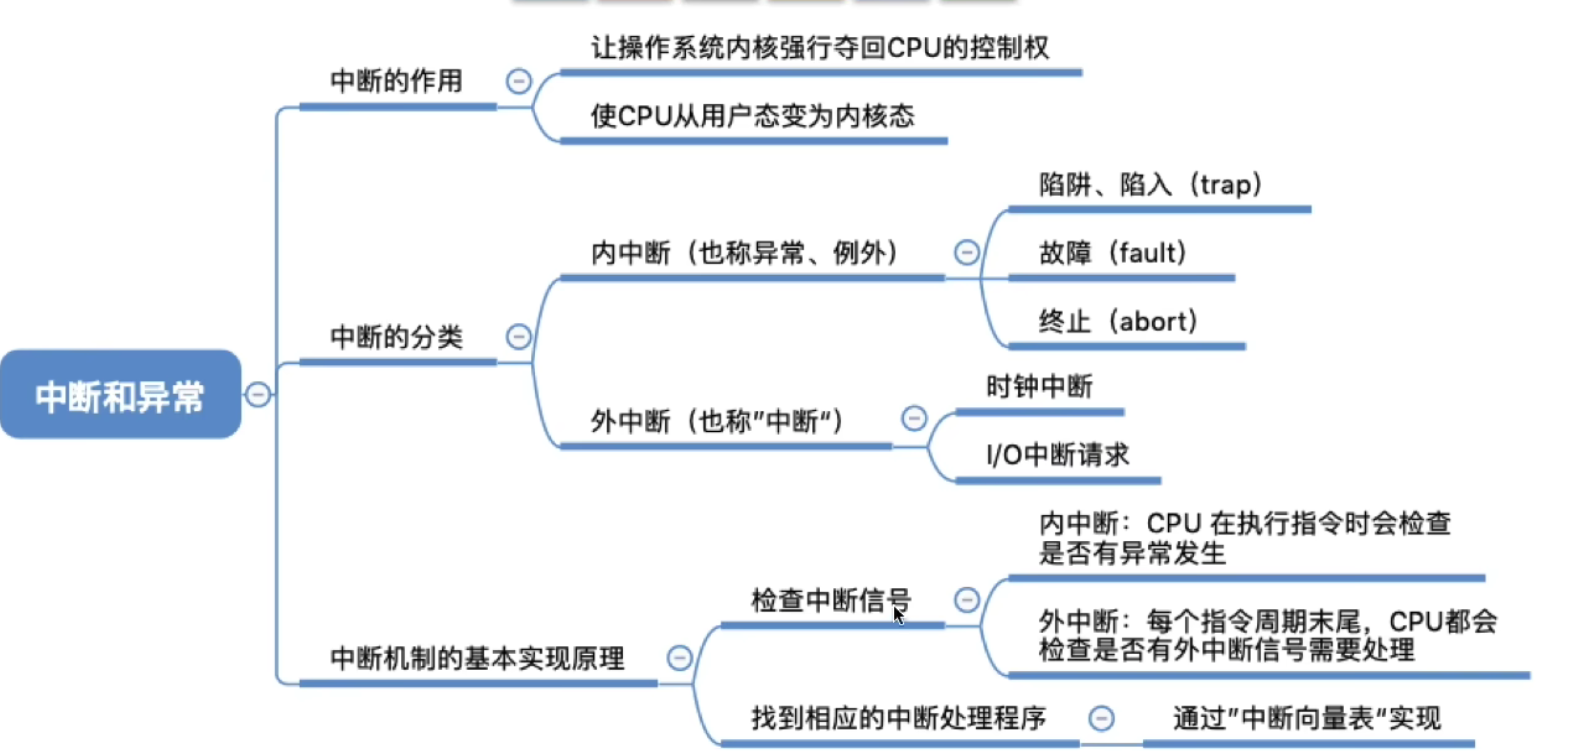 让操作系统内核强行夺回CPU的控制权
中断的作用
使CPU从用户态变为内核态
陷阱、陷入（trap）
内中断（也称异常、例外）
故障（fault）
终止（abort）
中断的分类
时钟中断
外中断（也称”中断“）
I/O中断请求
中断和异常
内中断：CPU 在执行指令时会检查
是否有异常发生
检查中断信号
外中断：每个指令周期末尾，CPU都会
检查是否有外中断信号需要处理
中断机制的基本实现原理
找到相应的中断处理程序
通过”中断向量表“实现